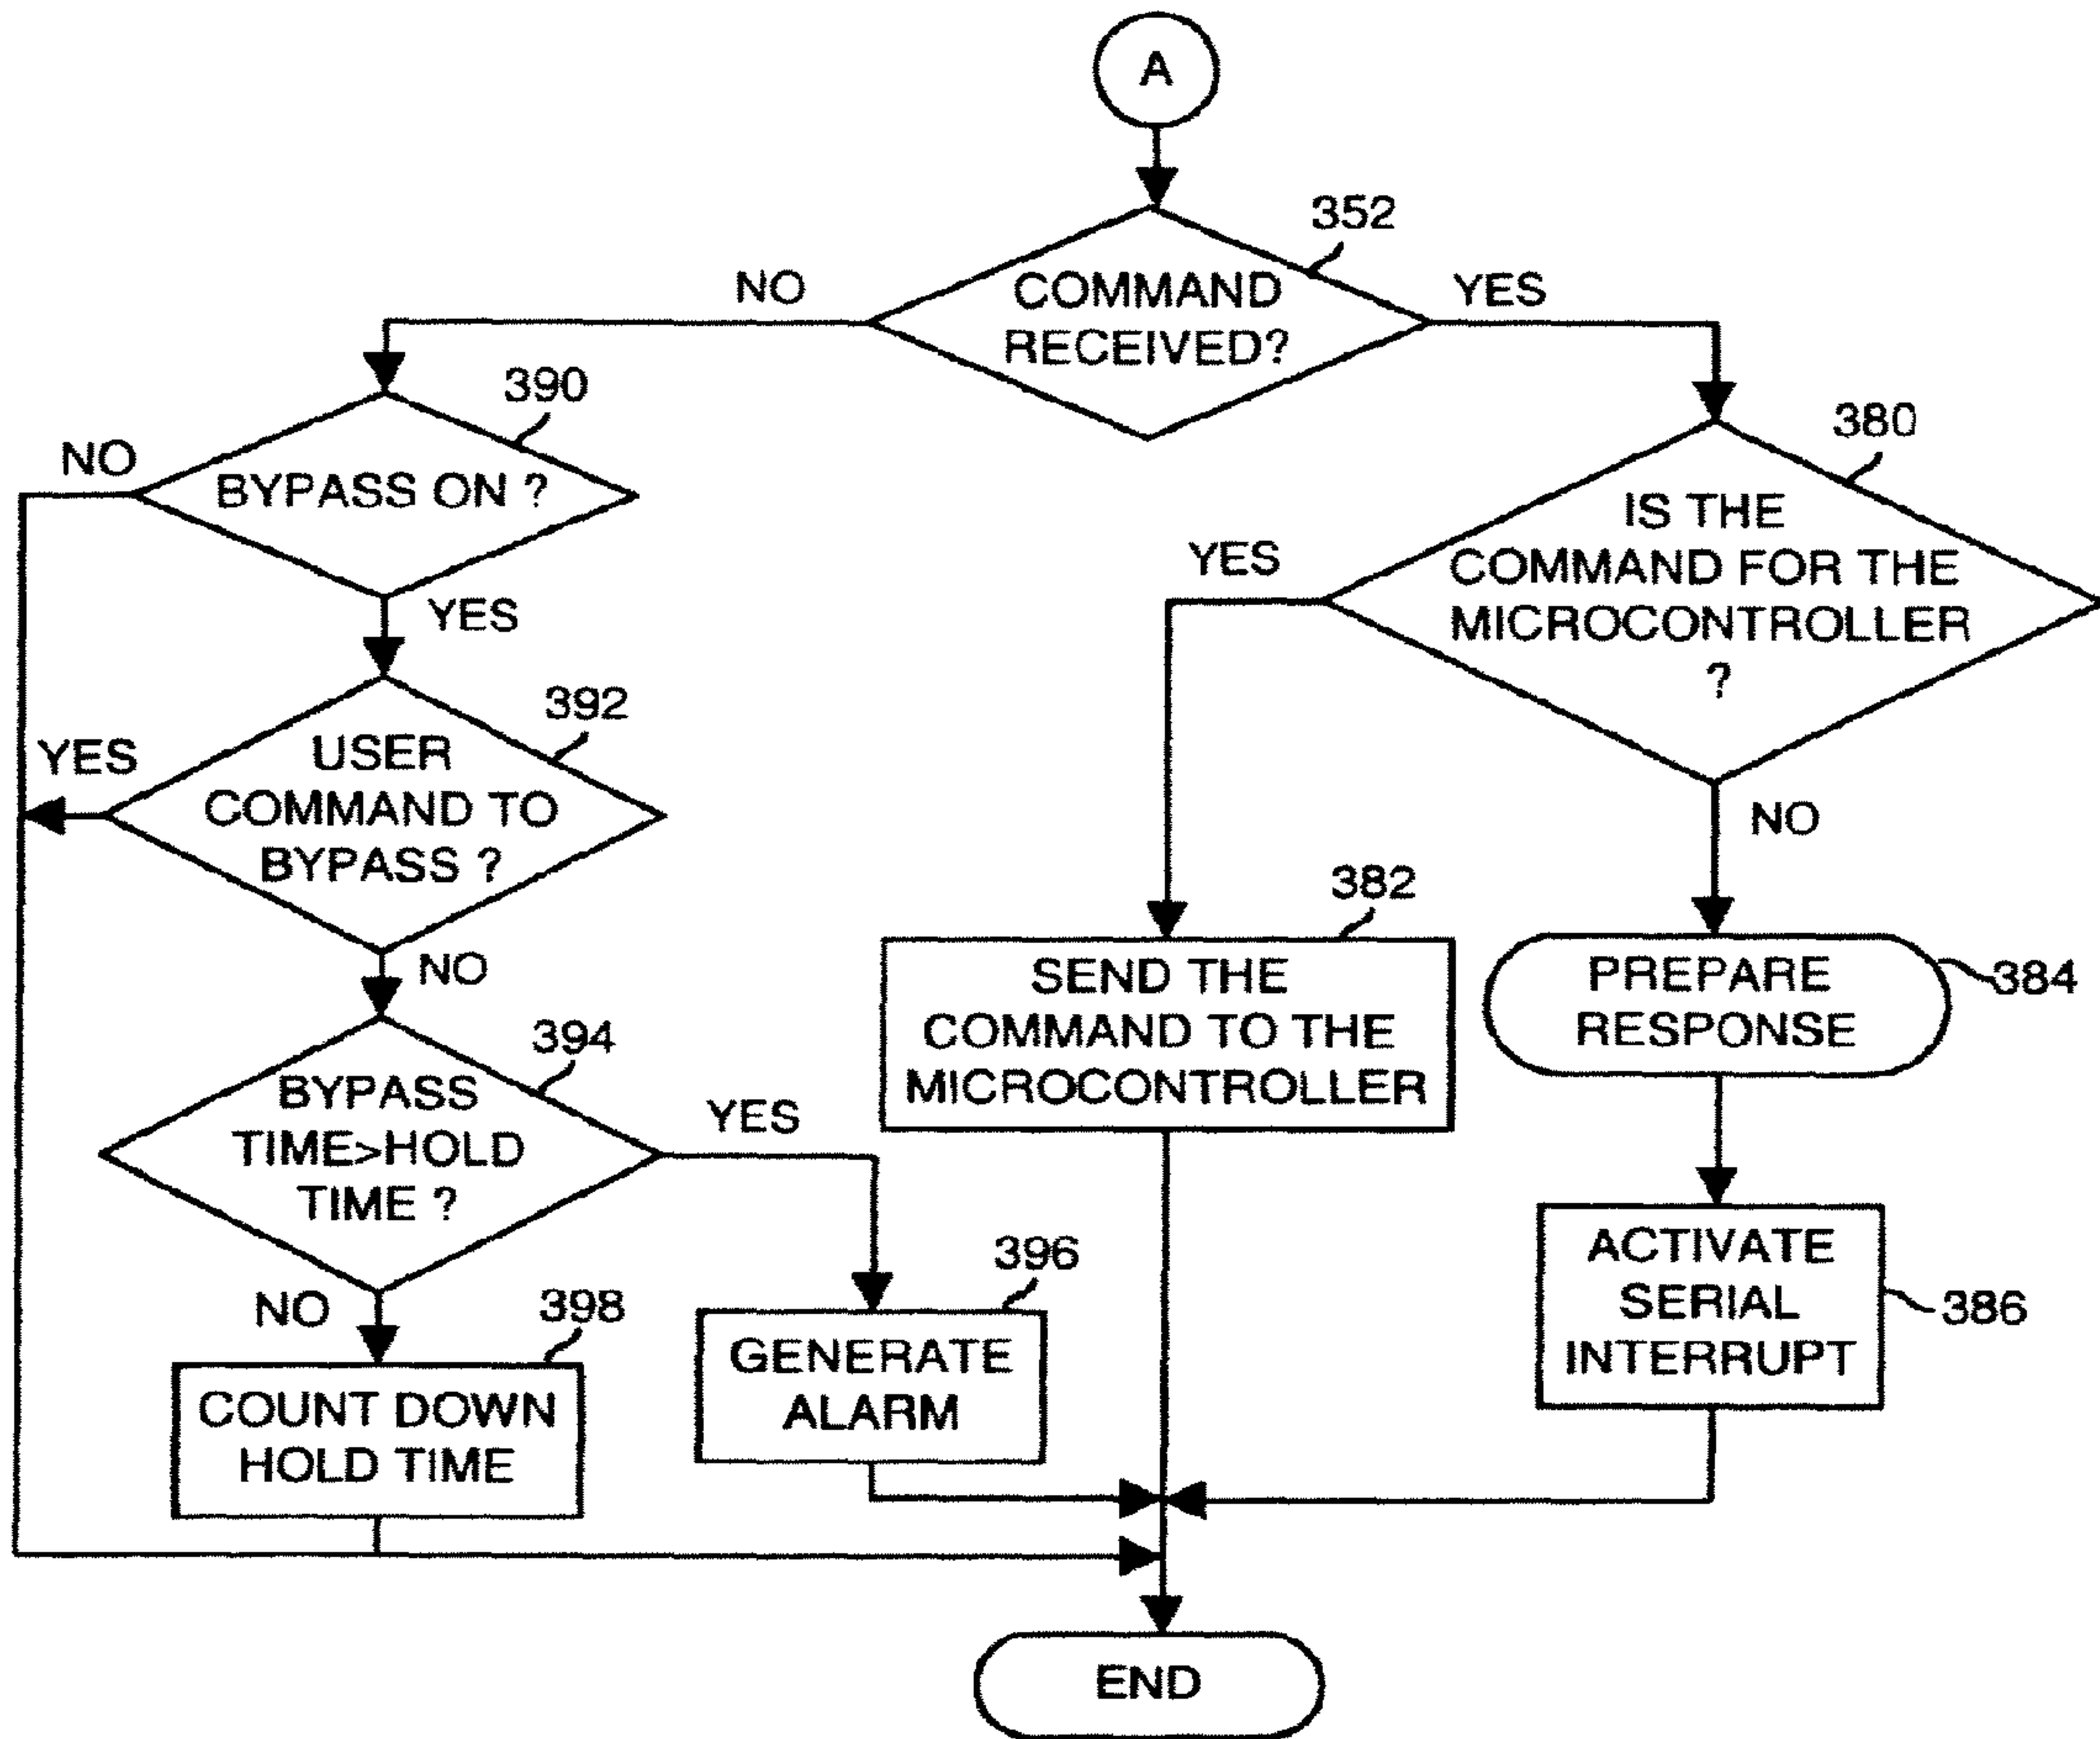 A
352
COMMAND
RECEIVED?
NO
YES
390
BYPASS ON ?
NO
YES
380
IS THE
COMMAND FOR THE
MICROCONTROLLER
?
YES
NO
392
USER
COMMAND TO
BYPASS ?
YES
NO
382
SEND THE
COMMAND TO THE
MICROCONTROLLER
PREPARE
RESPONSE
384
394
BYPASS
TIME>HOLD
TIME ?
YES
NO
396
GENERATE
ALARM
398
COUNT DOWN
HOLD TIME
ACTIVATE
SERIAL
INTERRUPT
386
END